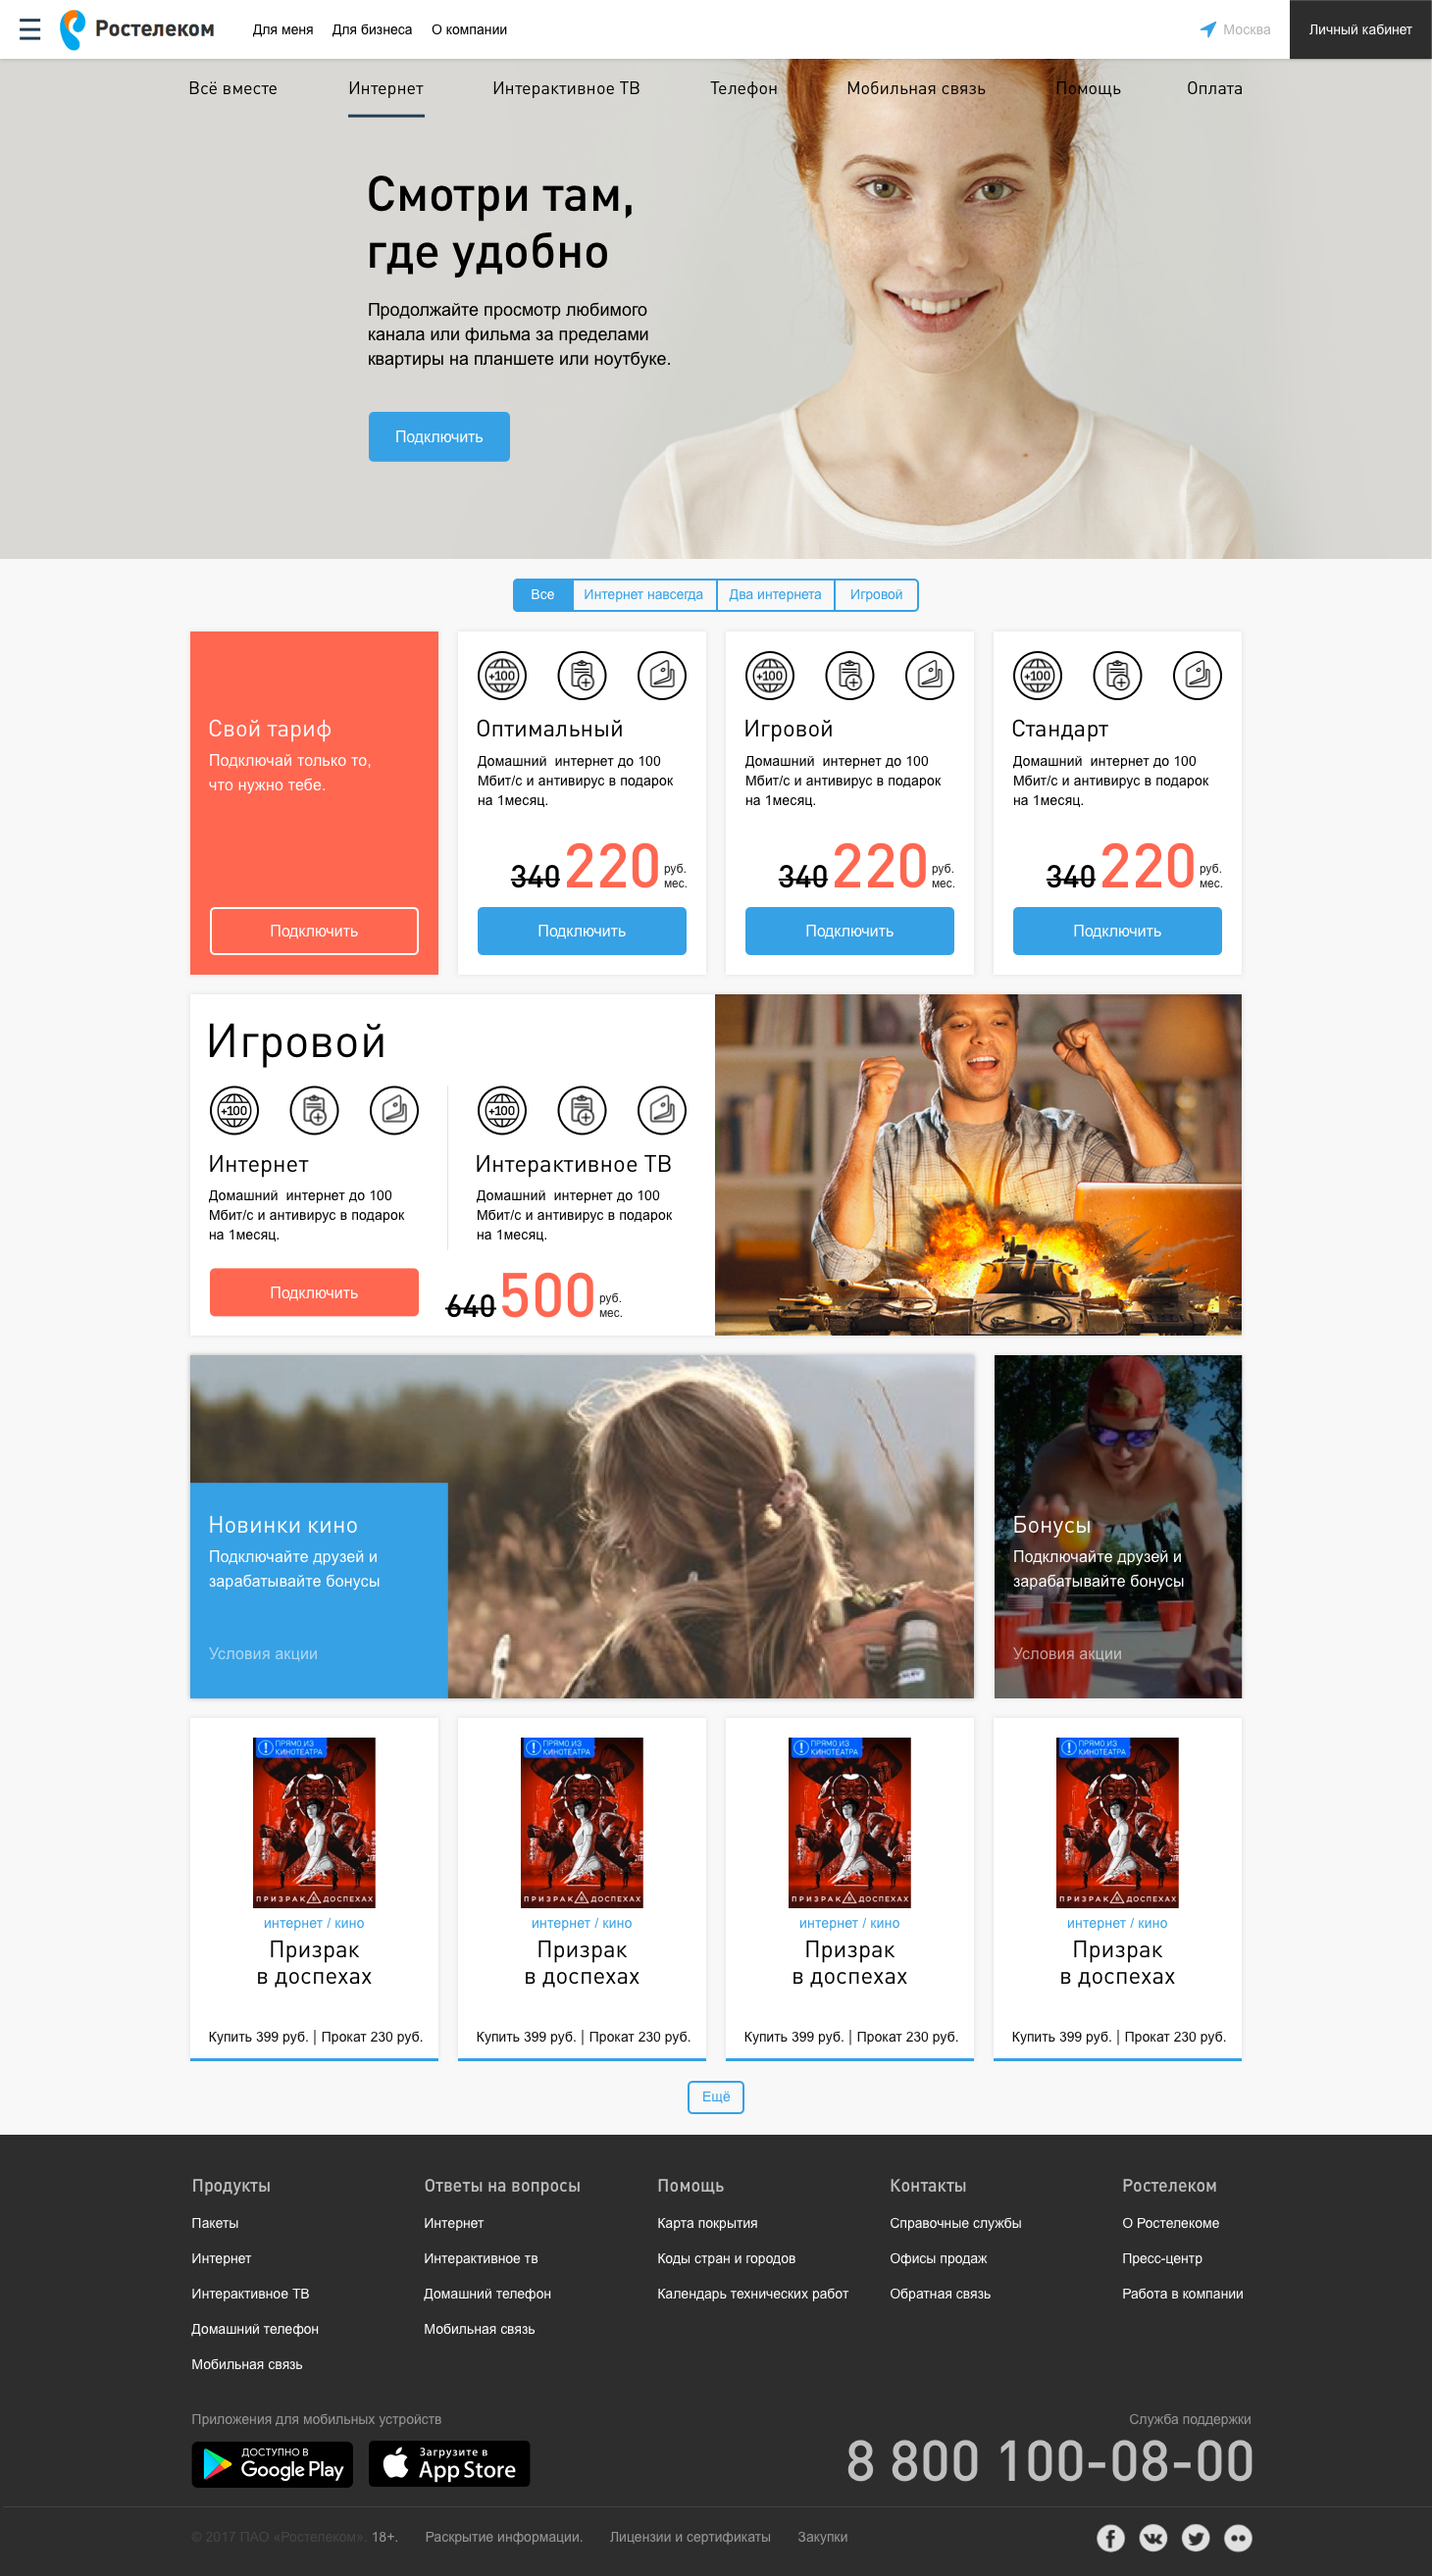 Ростелеком
Для меня
Для бизнеса
О компании
Москва
Личный кабинет
Всё вместе
Интернет
Интерактивное ТВ
Телефон
Мобильная связь
Помощь
Оплата
Смотри там,
где удобно
Продолжайте просмотр любимого
канала или фильма за пределами
квартиры на планшете или ноутбуке.
Подключить
Все
Интернет навсегда
Два интернета
Игровой
Свой тариф
Подключай только то,
что нужно тебе.
Подключить
+100
Оптимальный
Домашний интернет до 100
Мбит/с и антивирус в подарок
на 1месяц.
340 220 руб.
мес.
Подключить
+100
Игровой
Домашний интернет до 100
Мбит/с и антивирус в подарок
на 1месяц.
340 220 руб.
мес.
Подключить
+100
Стандарт
Домашний интернет до 100
Мбит/с и антивирус в подарок
на 1месяц.
340 220 руб.
мес.
Подключить
Игровой
+100
Интернет
Домашний интернет до 100
Мбит/с и антивирус в подарок
на 1месяц.
Подключить
+100
Интерактивное ТВ
Домашний интернет до 100
Мбит/с и антивирус в подарок
на 1месяц.
640 500 руб.
мес.
Новинки кино
Подключайте друзей и
зарабатывайте бонусы
Условия акции
Бонусы
Подключайте друзей и
зарабатывайте бонусы
Условия акции
ПРЯМО ИЗ
КИНОТЕАТРА
ПРИЗРАК В ДОСПЕХАХ
интернет / кино
Призрак
в доспехах
Купить 399 руб. | Прокат 230 руб.
ПРЯМО ИЗ
КИНОТЕАТРА
ПРИЗРАК В ДОСПЕХАХ
интернет / кино
Призрак
в доспехах
Купить 399 руб. | Прокат 230 руб.
ПРЯМО ИЗ
КИНОТЕАТРА
ПРИЗРАК В ДОСПЕХАХ
интернет / кино
Призрак
в доспехах
Купить 399 руб. | Прокат 230 руб.
ПРЯМО ИЗ
КИНОТЕАТРА
ПРИЗРАК В ДОСПЕХАХ
интернет / кино
Призрак
в доспехах
Купить 399 руб. | Прокат 230 руб.
Ещё
Продукты
Пакеты
Интернет
Интерактивное ТВ
Домашний телефон
Мобильная связь
Ответы на вопросы
Интернет
Интерактивное тв
Домашний телефон
Мобильная связь
Помощь
Карта покрытия
Коды стран и городов
Календарь технических работ
Контакты
Справочные службы
Офисы продаж
Обратная связь
Ростелеком
О Ростелекоме
Пресс-центр
Работа в компании
Приложения для мобильных устройств
ДОСТУПНО В
Google Play
Загрузите в
App Store
Служба поддержки
8 800 100-08-00
© 2017 ПАО «Ростелеком». 18+.
Раскрытие информации.
Лицензии и сертификаты
Закупки